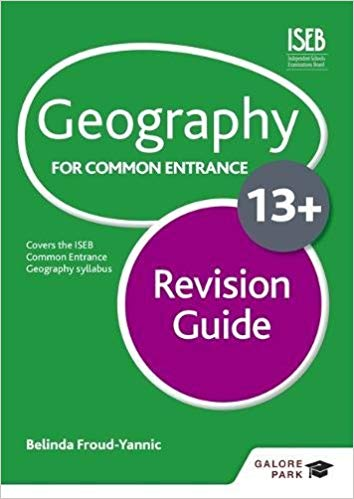 ISEB
Independent Schools
Examinations Board
Geography
FOR COMMON ENTRANCE
13+
Covers the ISEB
Common Entrance
Geography syllabus
Revision
Guide
Belinda Froud-Yannic
GALORE
PARK